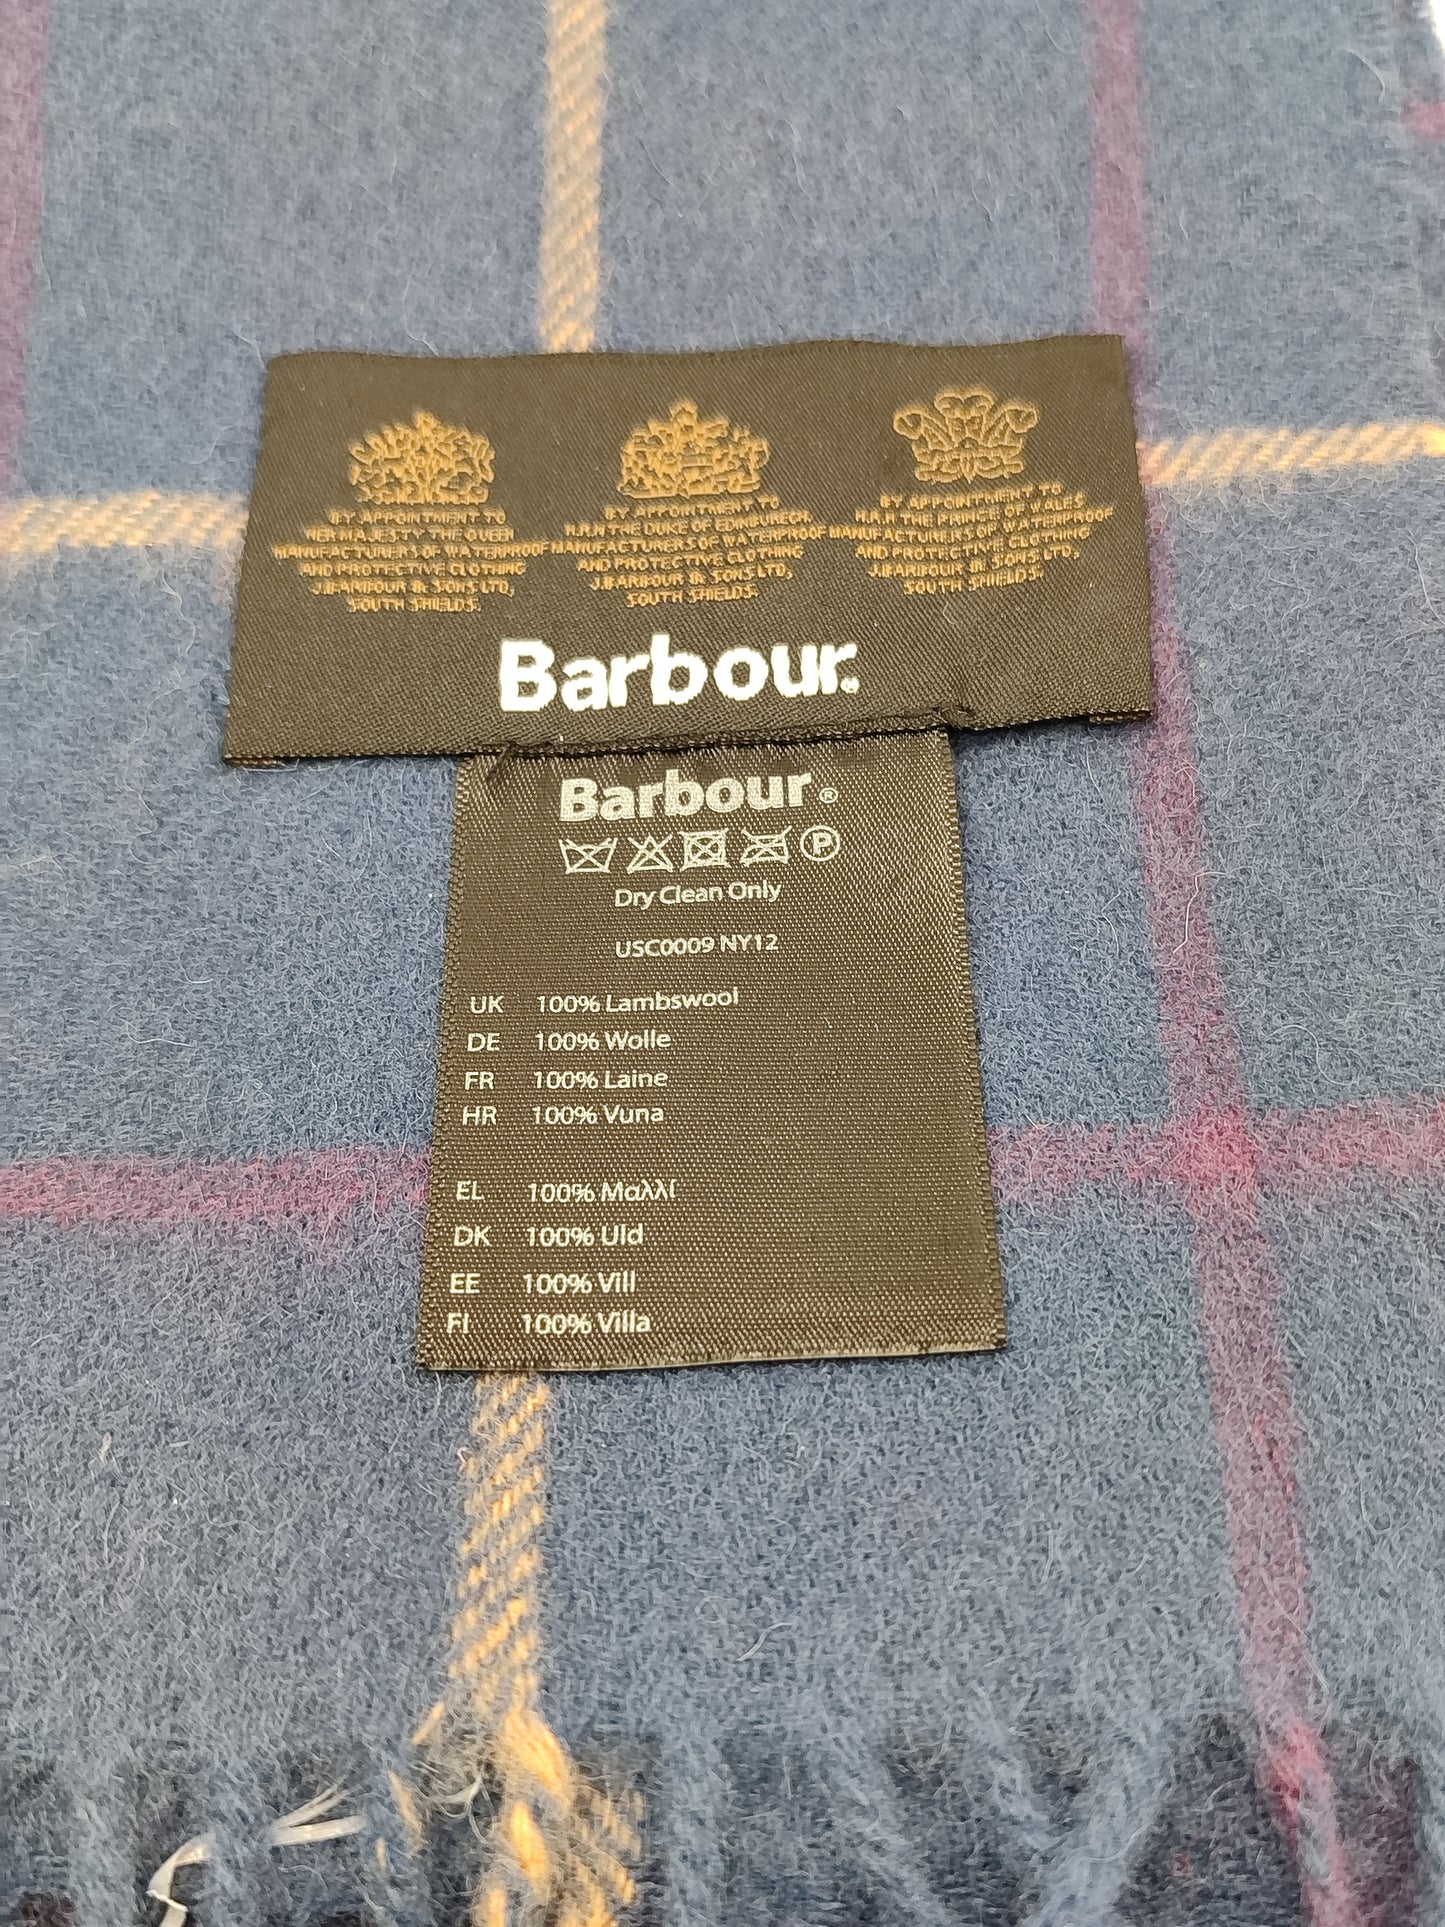 BY APPOINTMENT TO
HER MAJESTY THE QUEEN
MANUFACTURERS OF WATERPROOF
AND PROTECTIVE CLOTHING
J.BARBOUR & SONS LTD,
SOUTH SHIELDS.
BY APPOINTMENT TO
H.R.H THE DUKE OF EDINBURGH
MANUFACTURERS OF WATERPROOF
AND PROTECTIVE CLOTHING
J.BARBOUR & SONS LTD,
SOUTH SHIELDS.
BY APPOINTMENT TO
H.R.H THE PRINCE OF WALES
MANUFACTURERS OF WATERPROOF
AND PROTECTIVE CLOTHING
J.BARBOUR & SONS LTD,
SOUTH SHIELDS.
Barbour.
Barbour®
P
Dry Clean Only
USC0009 NY12
UK 100% Lambswool
DE 100% Wolle
FR 100% Laine
HR 100% Vuna
EL 100% Μαλλί
DK 100% Uld
EE 100% Vill
FI 100% Villa